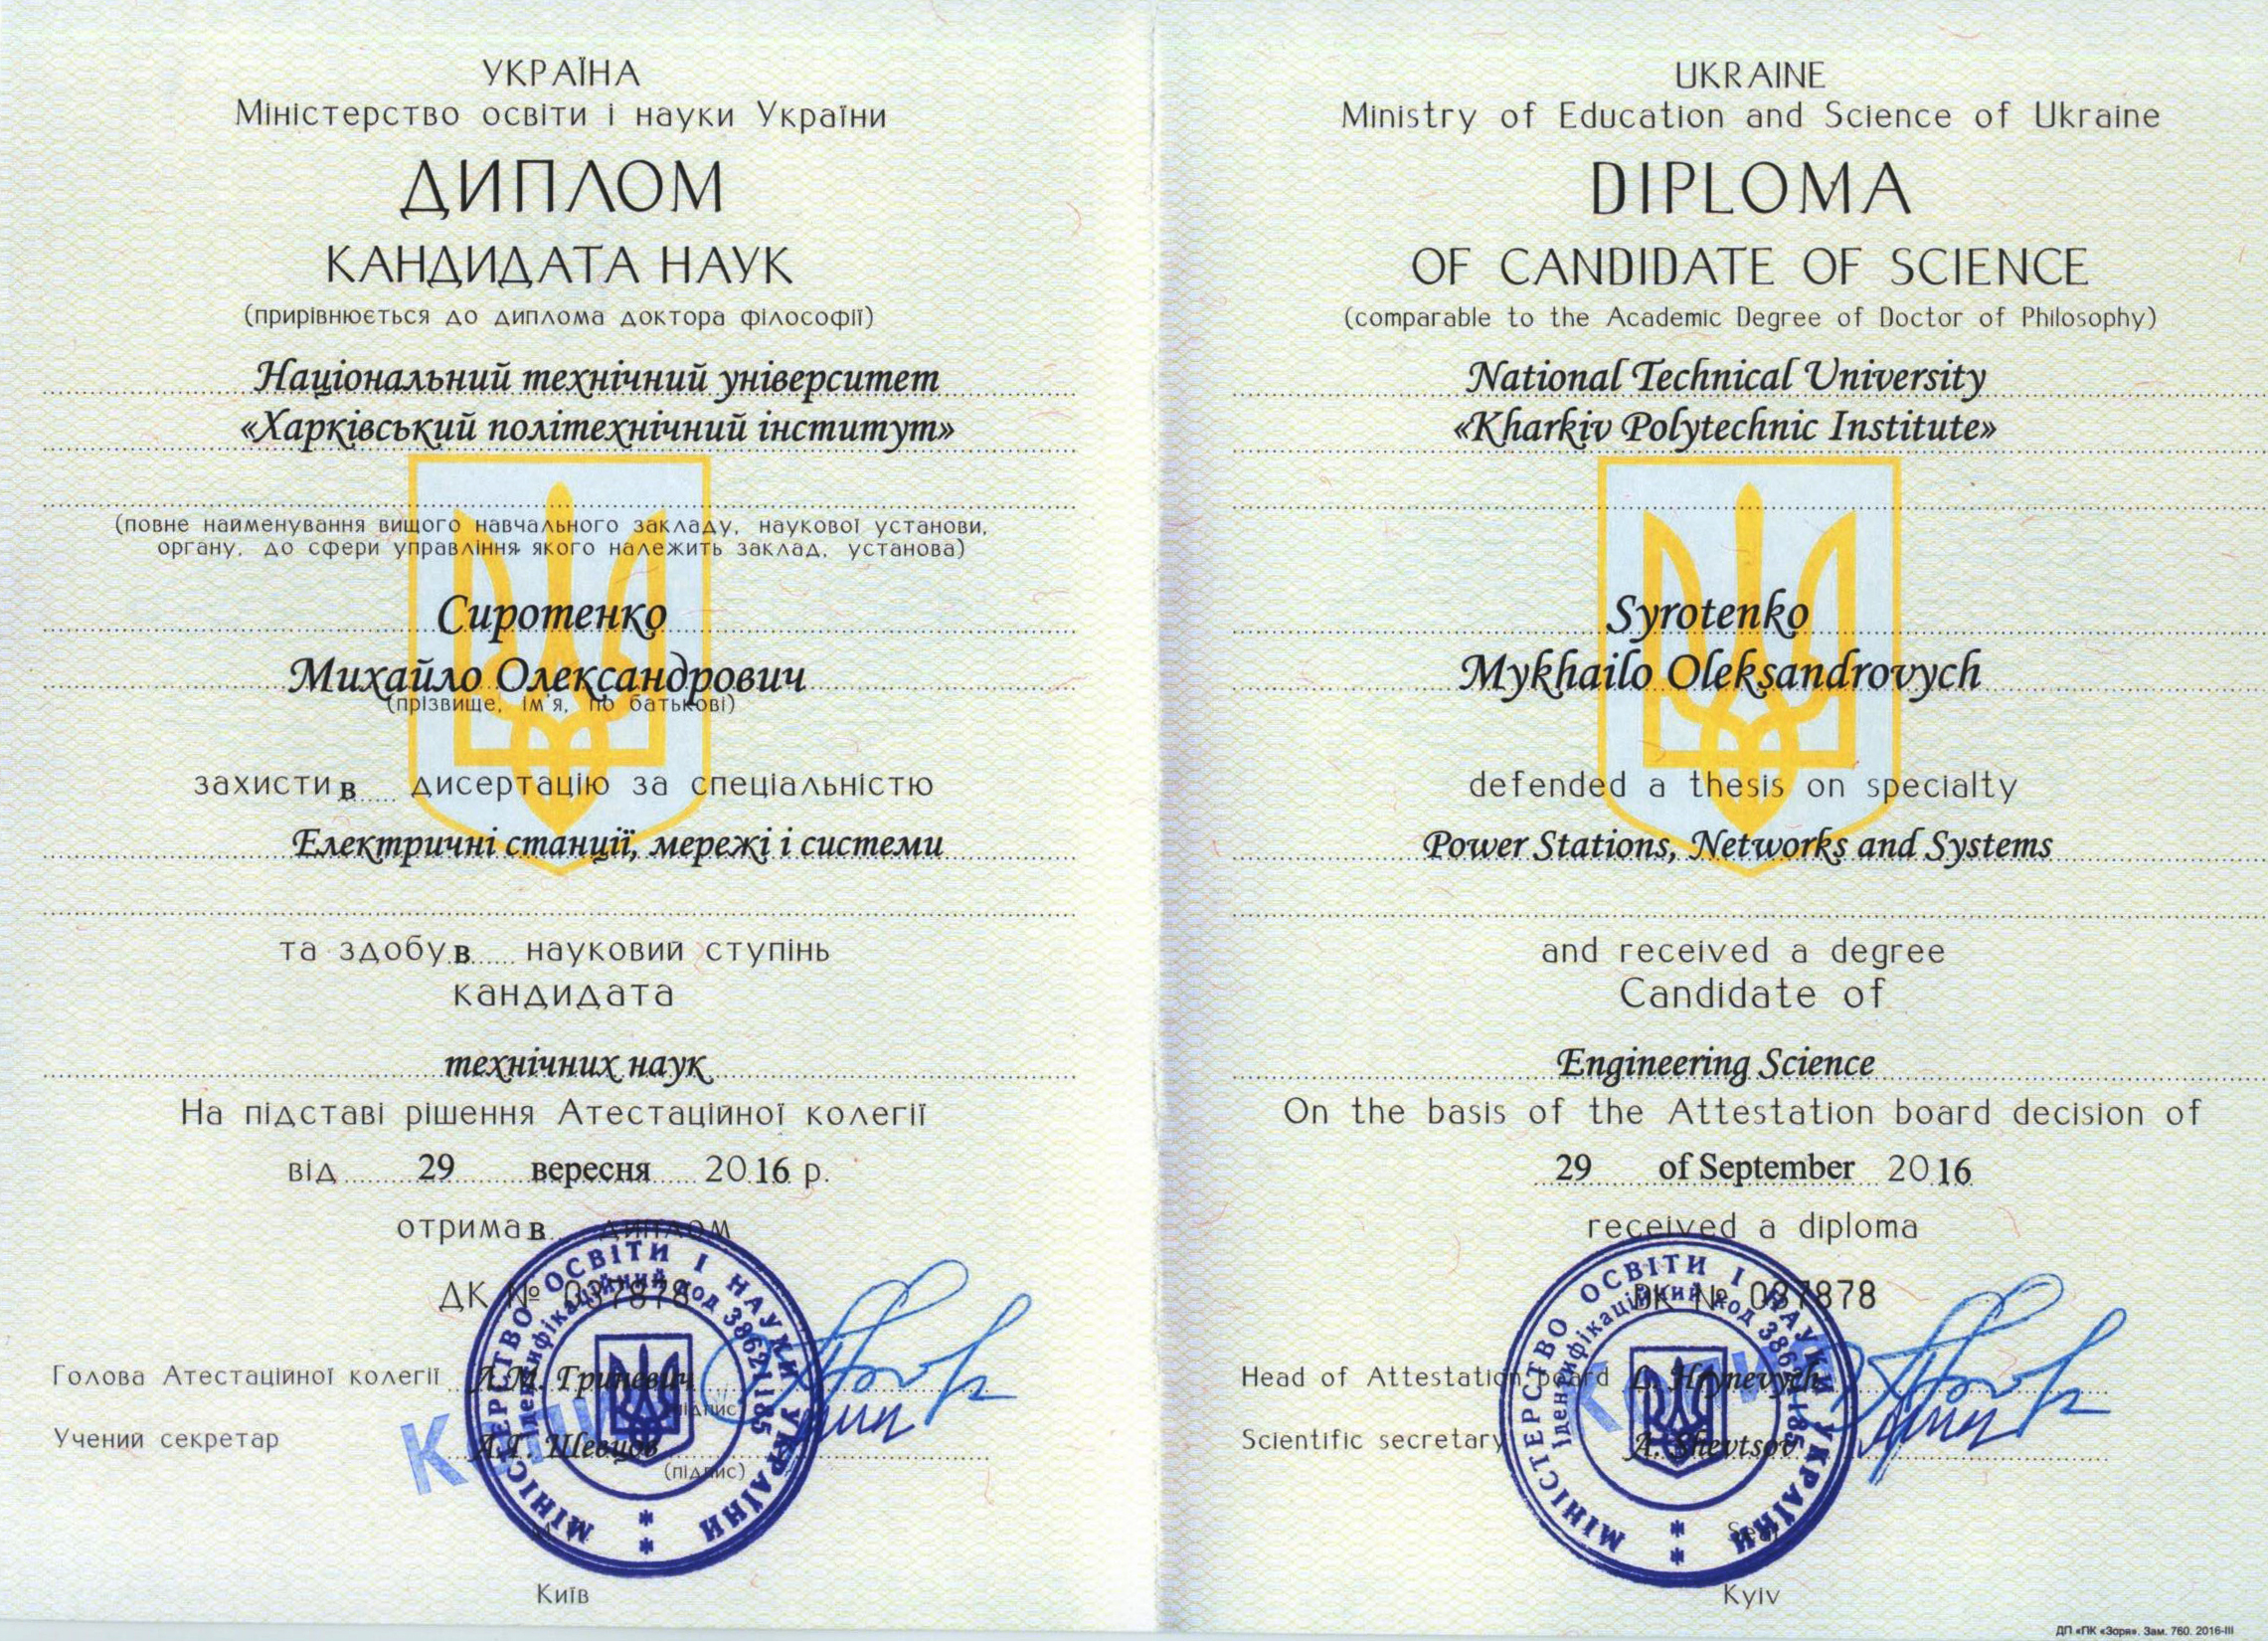 УКРАЇНА
Міністерство освіти і науки України
ДИПЛОМ
КАНДИДАТА НАУК
(прирівнюється до диплома доктора філософії)
Національний технічний університет
«Харківський політехнічний інститут»
(повне найменування вищого навчального закладу, наукової установи,
органу, до сфери управління якого належить заклад, установа)
Сиротенко
Михайло Олександрович
(прізвище, ім'я, по батькові)
захистив дисертацію за спеціальністю
Електричні станції, мережі і системи
та здобув науковий ступінь
кандидата
технічних наук
На підставі рішення Атестаційної колегії
від 29 вересня 2016 р.
отримав диплом
ДК № 037878
Голова Атестаційної колегії Л.М. Гриневич
(підпис)
Учений секретар А.Г. Шевцов
(підпис)
МІНІСТЕРСТВО ОСВІТИ І НАУКИ УКРАЇНИ
Ідентифікаційний код 38621185
Київ
UKRAINE
Ministry of Education and Science of Ukraine
DIPLOMA
OF CANDIDATE OF SCIENCE
(comparable to the Academic Degree of Doctor of Philosophy)
National Technical University
«Kharkiv Polytechnic Institute»
Syrotenko
Mykhailo Oleksandrovych
defended a thesis on specialty
Power Stations, Networks and Systems
and received a degree
Candidate of
Engineering Science
On the basis of the Attestation board decision of
29 of September 2016
received a diploma
DK № 037878
Head of Attestation board L. Hrynevych
Scientific secretary A. Shevtsov
МІНІСТЕРСТВО ОСВІТИ І НАУКИ УКРАЇНИ
Ідентифікаційний код 38621185
Seal
Kyiv
ДП «ПК «Зоря». Зам. 760. 2016-III